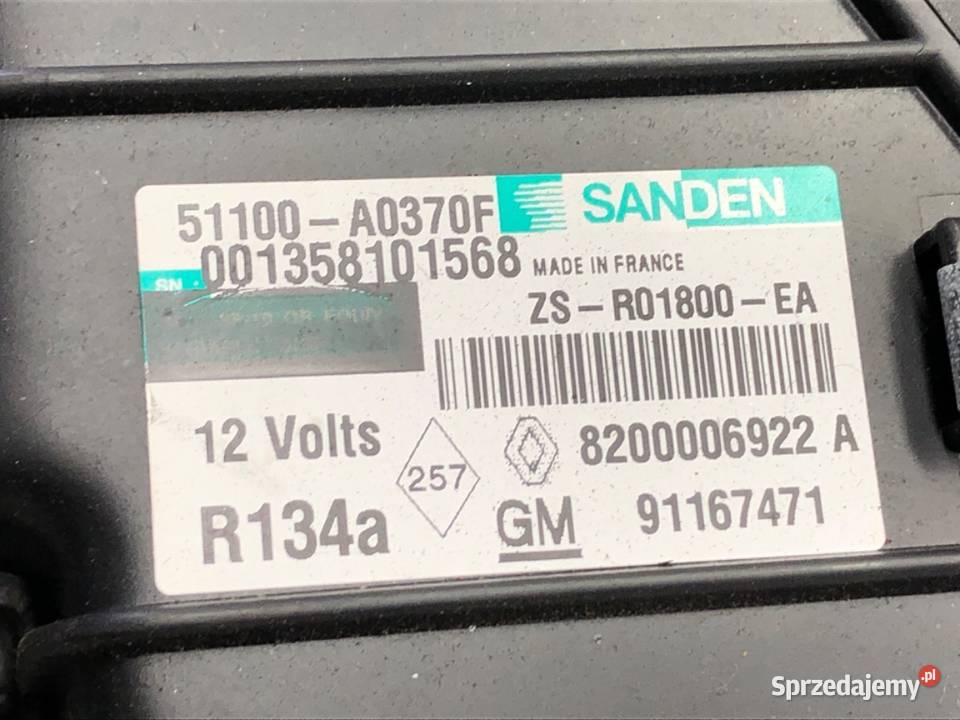 51100-A0370F SANDEN
SN 001358101568 MADE IN FRANCE
ZS-R01800-EA
12 Volts 257 8200006922 A
R134a GM 91167471
Sprzedajemy.pl